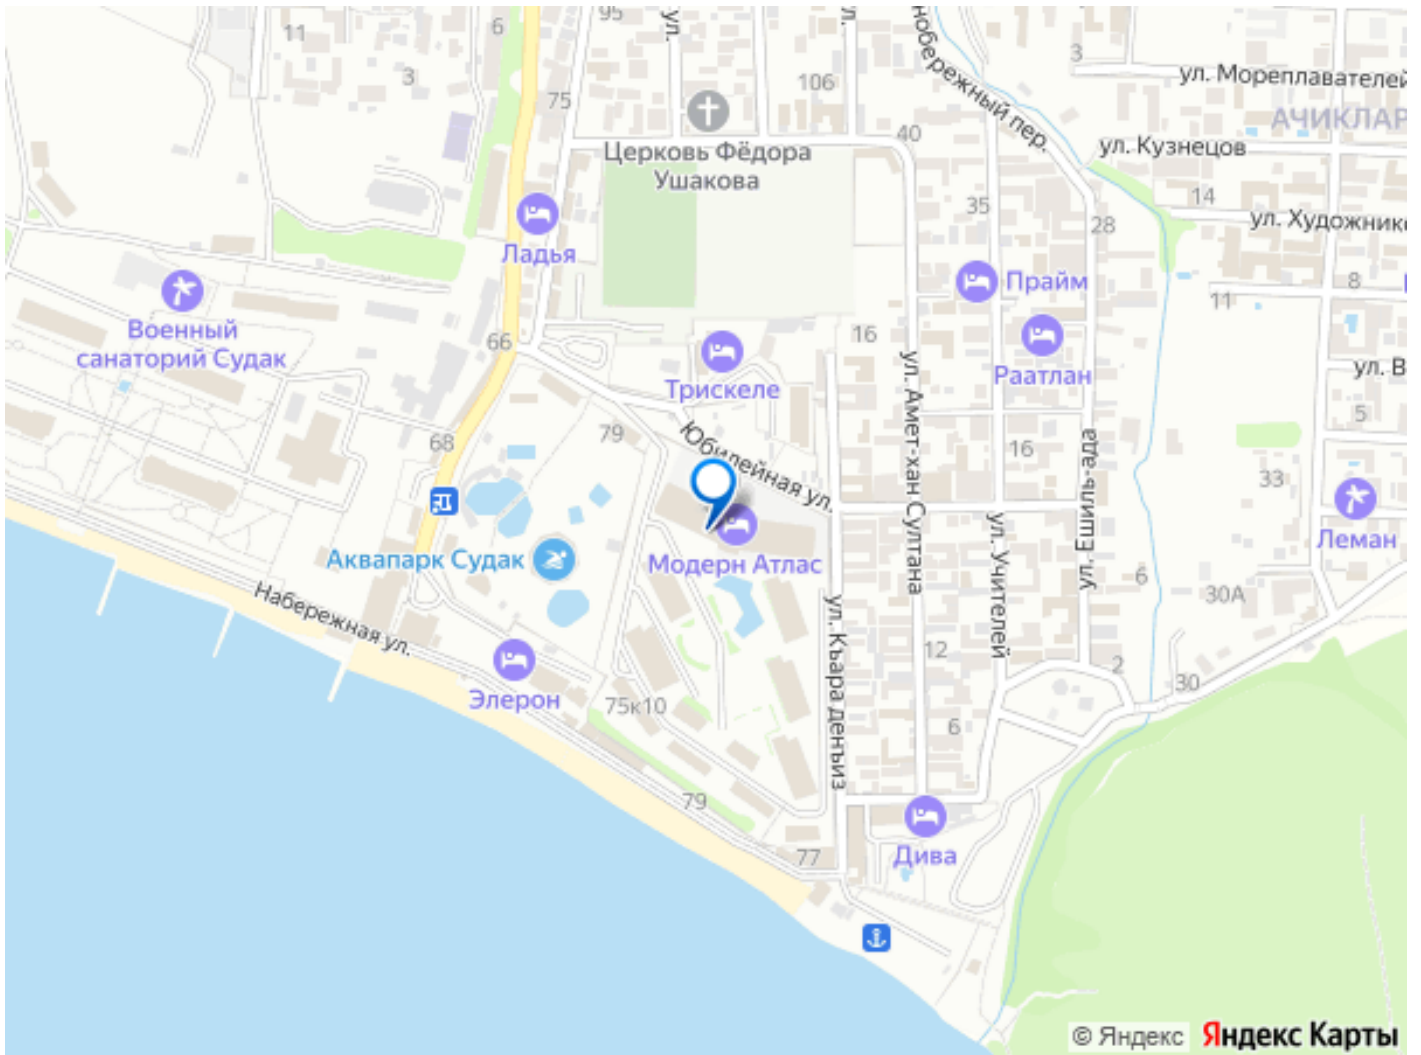 95
ул.
ул.
6
11
3
75
106
нобережный пер.
3
ул. Мореплавателей
АЧИКЛАР
40
ул. Кузнецов
Церковь Фёдора
Ушакова
14
35
28
ул. Художник
Ладья
Прайм
8
11
Военный
санаторий Судак
66
16
Трискеле
Раатлан
ул. В
5
79
68
Юбилейная ул.
ул. Амет-хан Султана
16
ул. Ешиль-ада
33
Аквапарк Судак
Модерн Атлас
ул. Учителей
Леман
6
30А
Набережная ул.
ул. Къара денъиз
12
2
30
Элерон
75к10
6
79
77
Дива
© Яндекс
Яндекс Карты